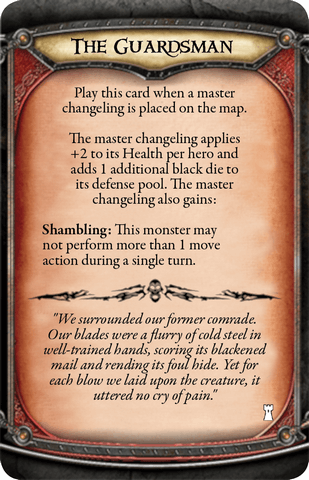 THE GUARDSMAN
Play this card when a master
changeling is placed on the map.
The master changeling applies
+2 to its Health per hero and
adds 1 additional black die to
its defense pool. The master
changeling also gains:
Shambling: This monster may
not perform more than 1 move
action during a single turn.
"We surrounded our former comrade.
Our blades were a flurry of cold steel in
well-trained hands, scoring its blackened
mail and rending its foul hide. Yet for
each blow we laid upon the creature, it
uttered no cry of pain."